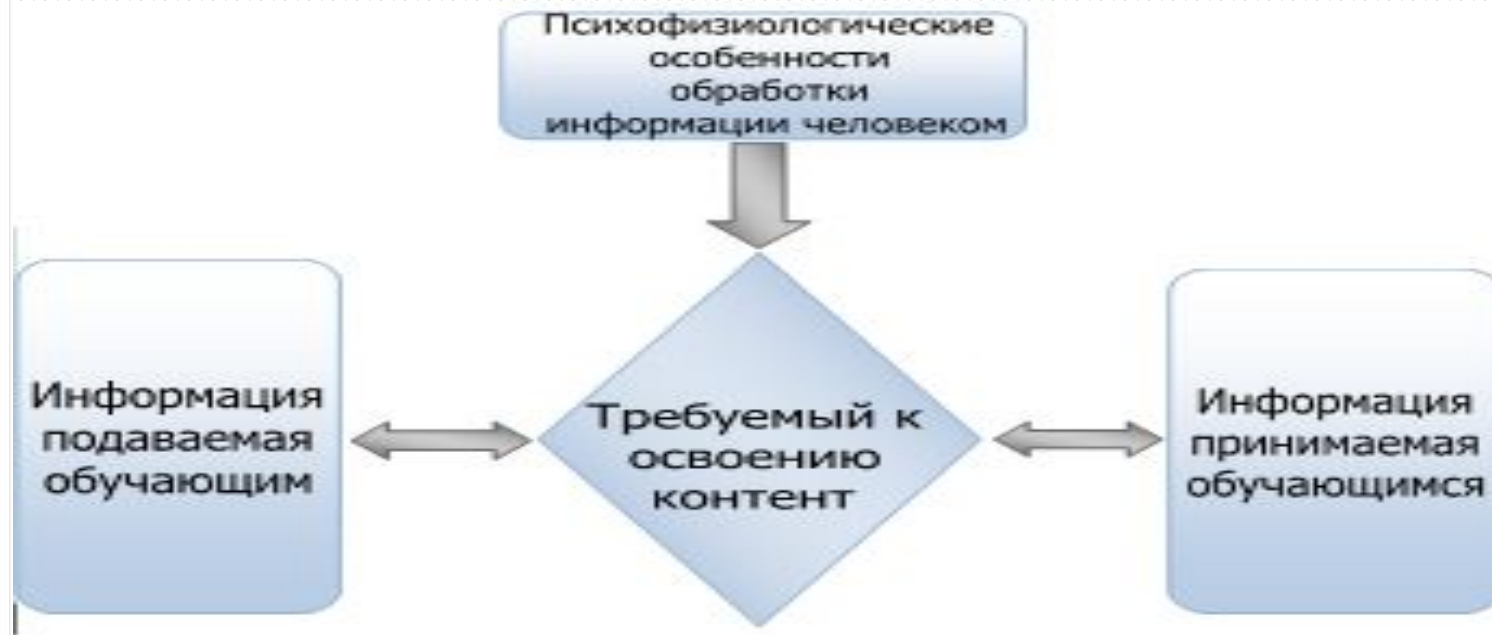 Психофизиологические
особенности
обработки
информации человеком
Информация
подаваемая
обучающим
Требуемый к
освоению
контент
Информация
принимаемая
обучающимся